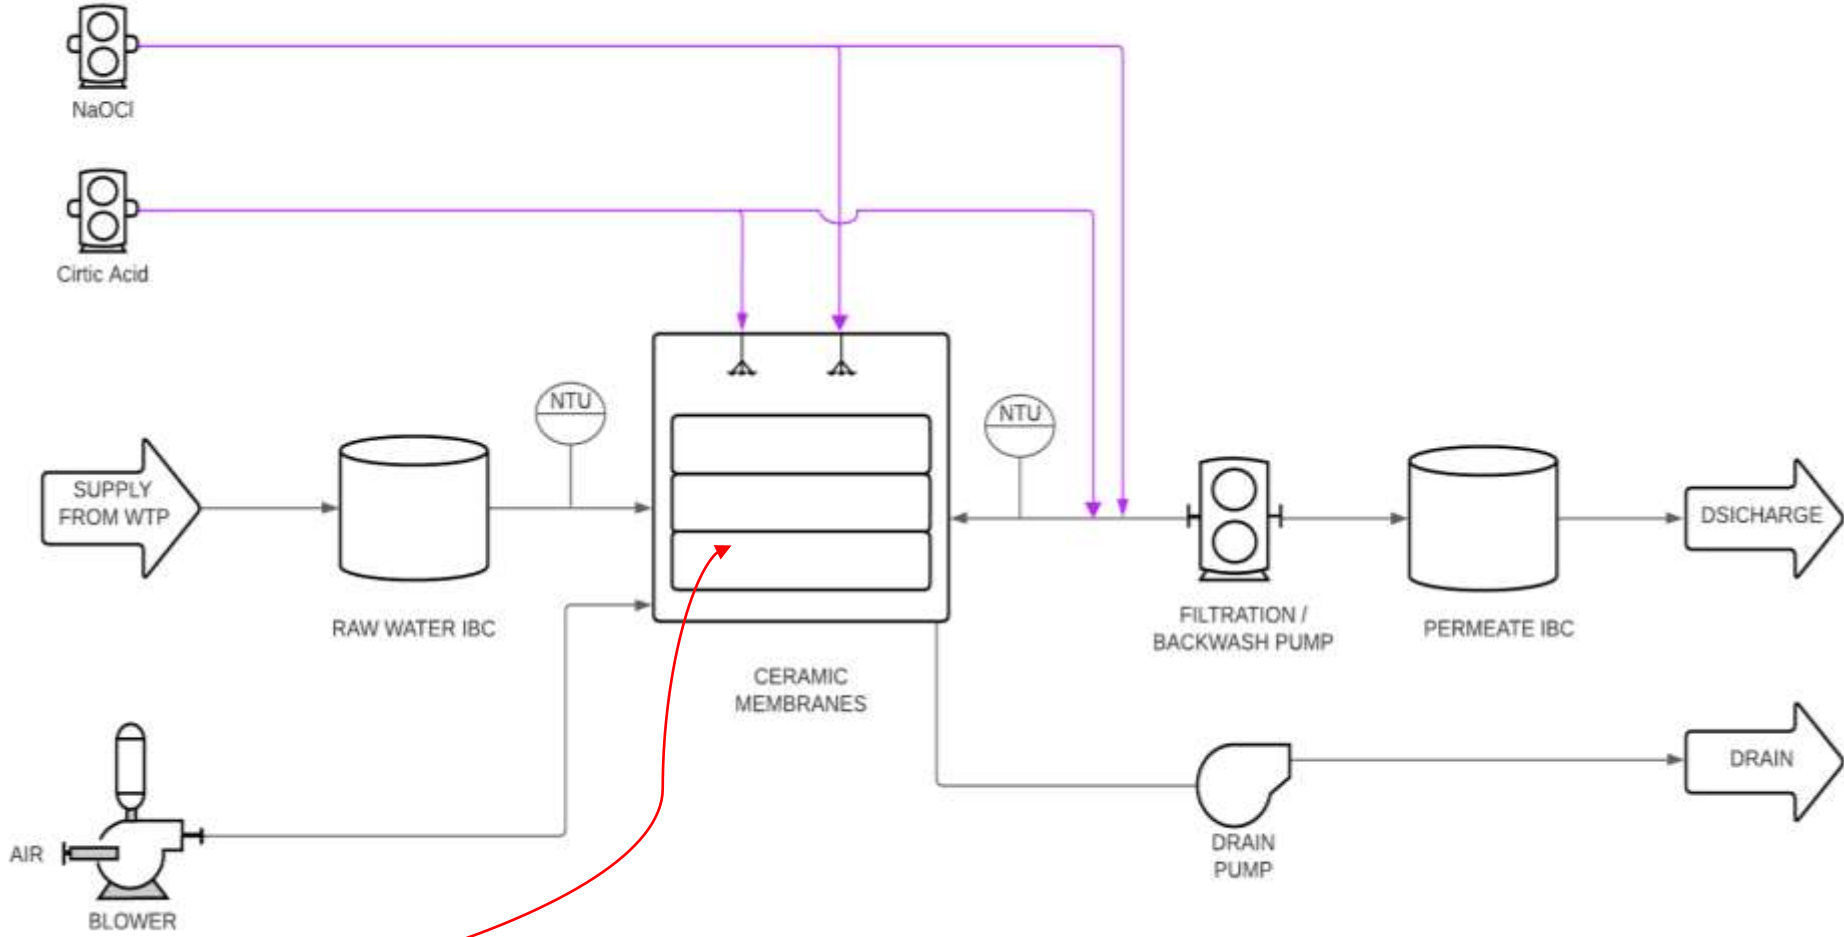 NaOCl
Cirtic Acid
NTU
NTU
SUPPLY
FROM WTP
DSICHARGE
RAW WATER IBC
FILTRATION /
BACKWASH PUMP
PERMEATE IBC
CERAMIC
MEMBRANES
DRAIN
AIR
DRAIN
PUMP
BLOWER